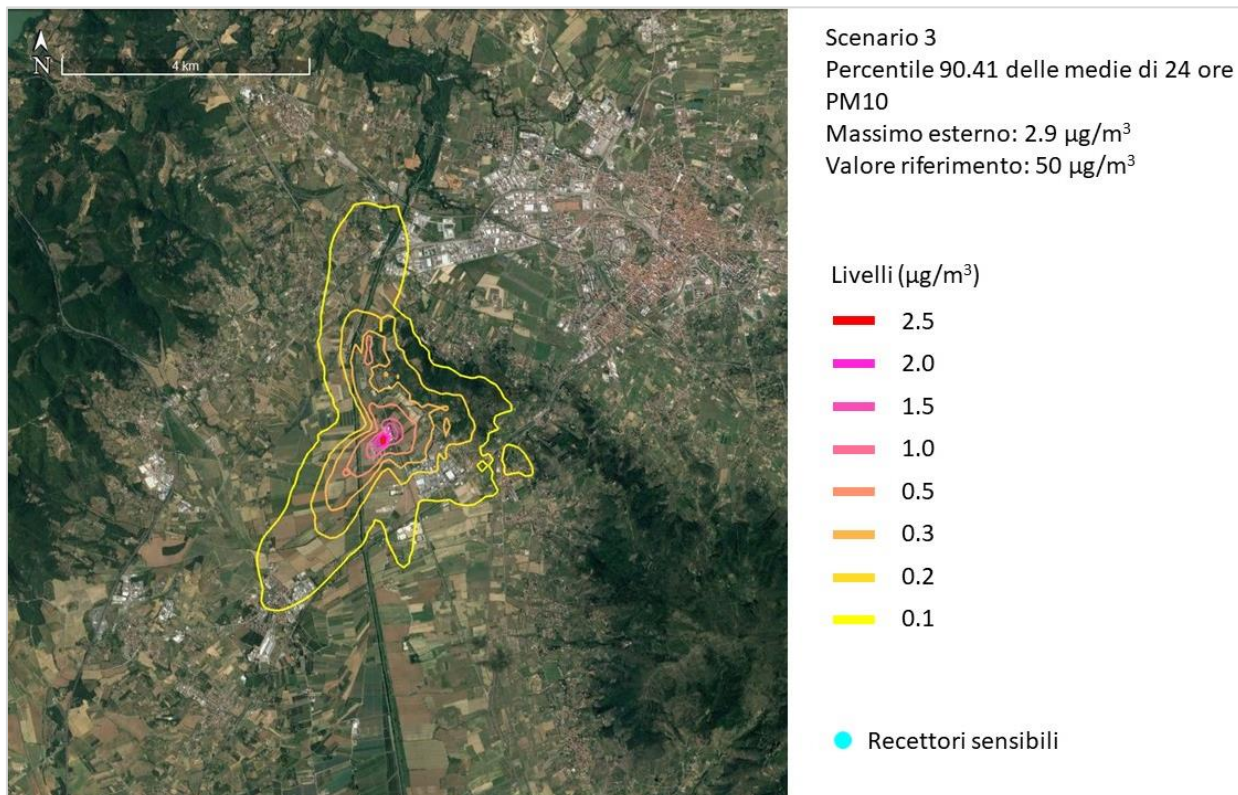 N
4 km
Scenario 3
Percentile 90.41 delle medie di 24 ore
PM10
Massimo esterno: 2.9 µg/m³
Valore riferimento: 50 µg/m³
Livelli (µg/m³)
2.5
2.0
1.5
1.0
0.5
0.3
0.2
0.1
Recettori sensibili